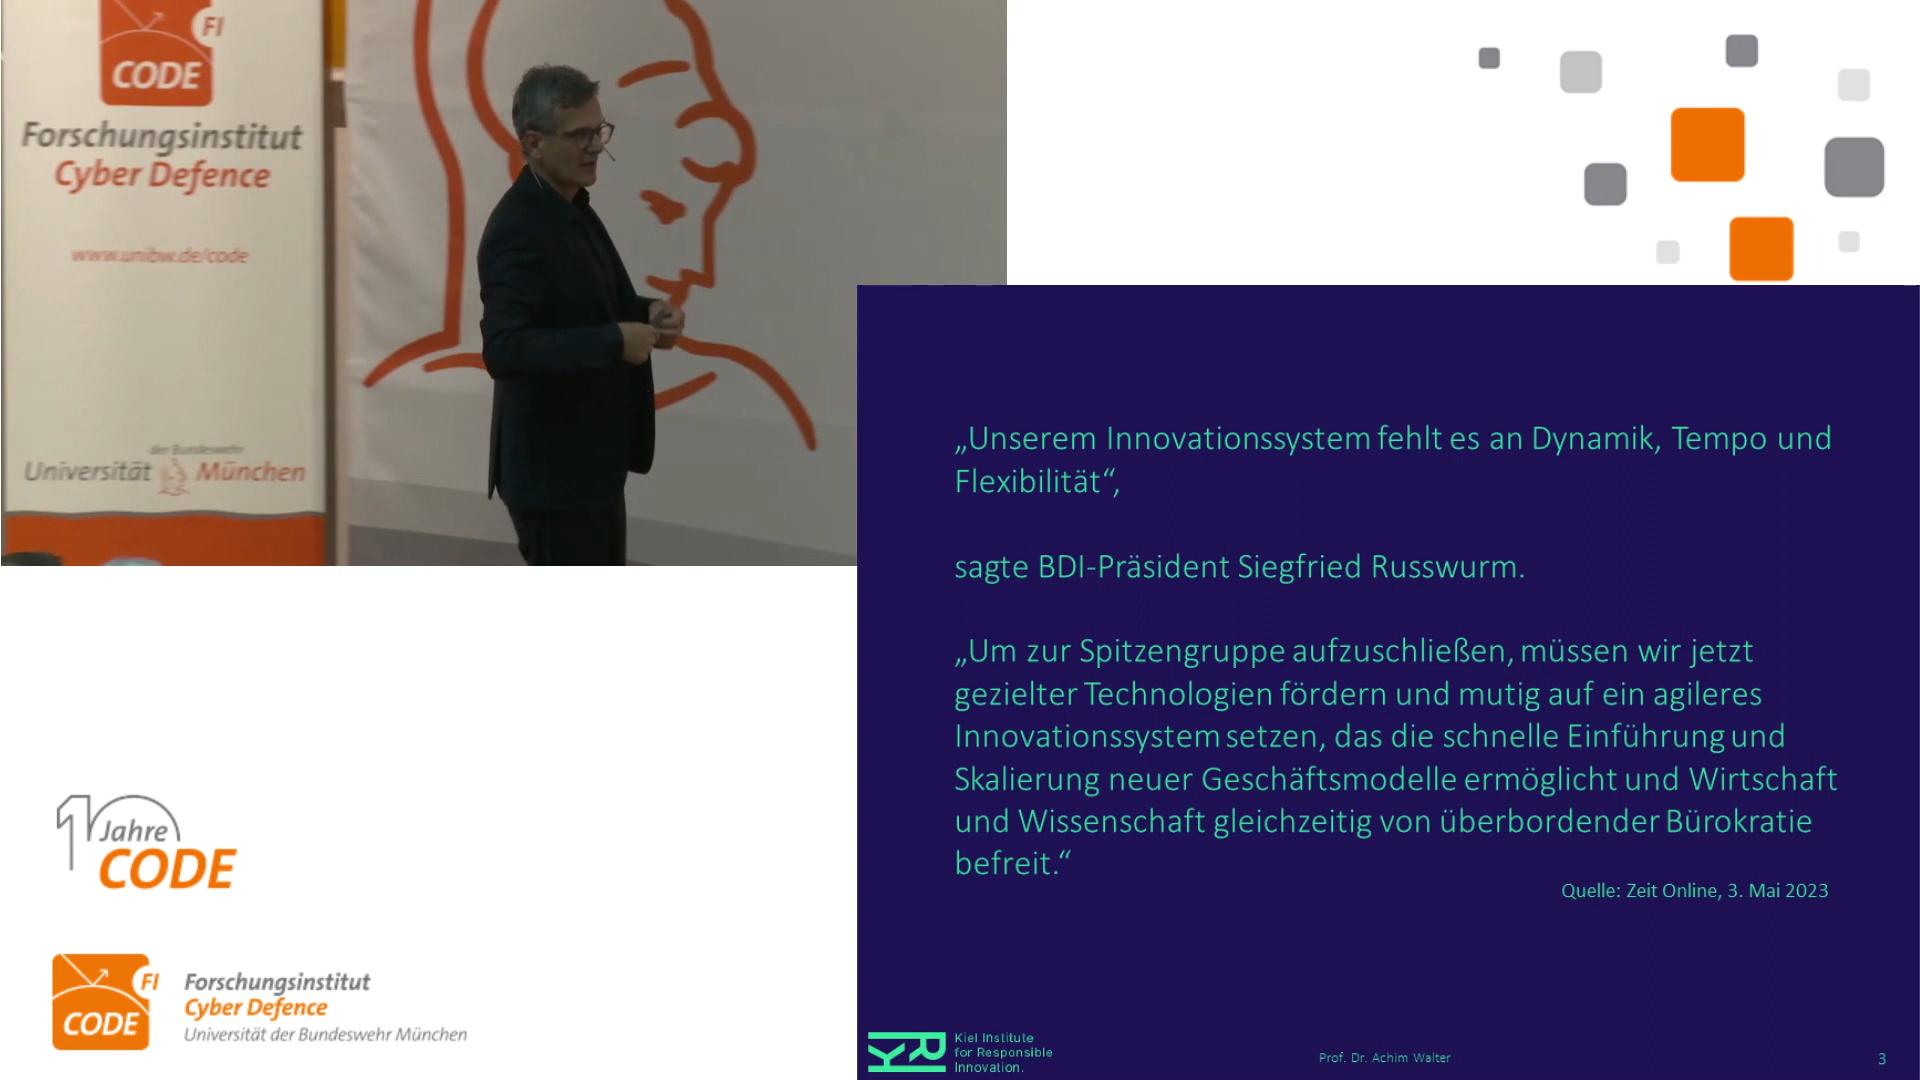 FI
CODE
Forschungsinstitut
Cyber Defence
www.unibw.de/code
der Bundeswehr
Universität München
„Unserem Innovationssystem fehlt es an Dynamik, Tempo und
Flexibilität“,
sagte BDI-Präsident Siegfried Russwurm.
„Um zur Spitzengruppe aufzuschließen, müssen wir jetzt
gezielter Technologien fördern und mutig auf ein agileres
Innovationssystem setzen, das die schnelle Einführung und
Skalierung neuer Geschäftsmodelle ermöglicht und Wirtschaft
und Wissenschaft gleichzeitig von überbordender Bürokratie
befreit.“
Quelle: Zeit Online, 3. Mai 2023
Kiel Institute
for Responsible
Innovation.
Prof. Dr. Achim Walter
3
10 Jahre
CODE
FI
CODE
Forschungsinstitut
Cyber Defence
Universität der Bundeswehr München